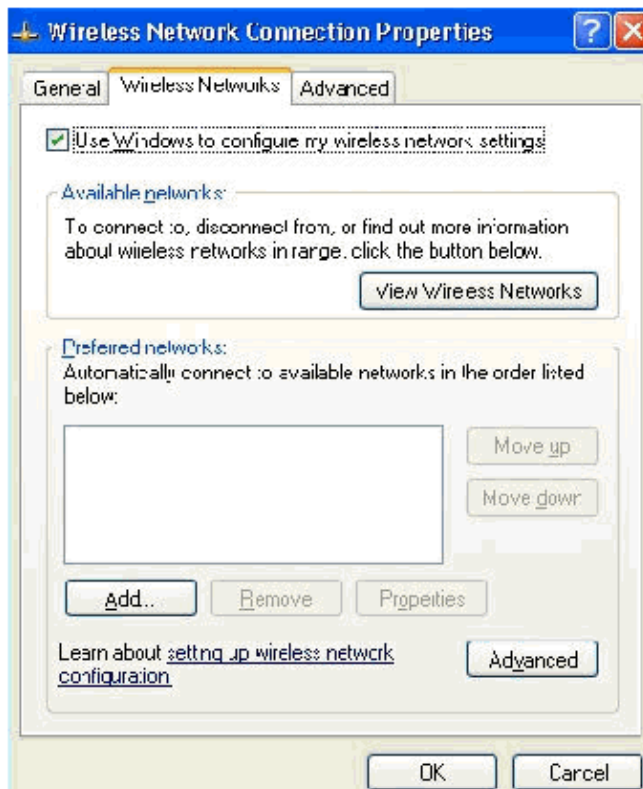 Wireless Network Connection Properties
General Wireless Networks Advanced
Use Windows to configure my wireless network settings
Available networks:
To connect to, disconnect from, or find out more information
about wireless networks in range, click the button below.
View Wireless Networks
Preferred networks:
Automatically connect to available networks in the order listed
below:
Move up
Move down
Add...
Remove
Properties
Learn about setting up wireless network
configuration.
Advanced
OK
Cancel